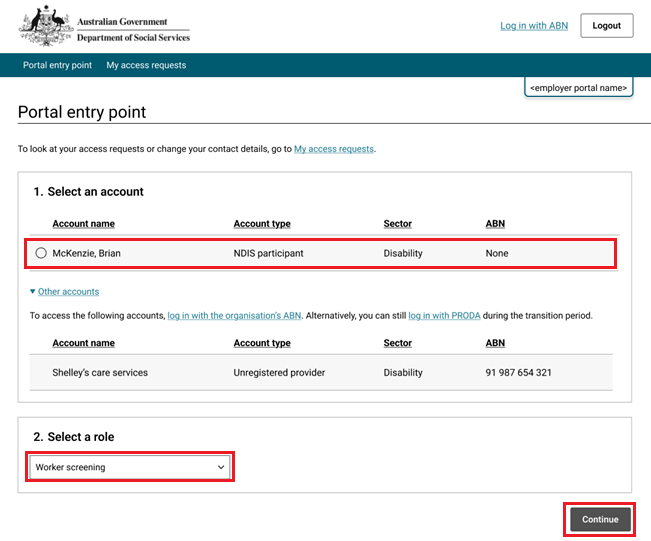 Australian Government
Department of Social Services
Log in with ABN
Logout
Portal entry point My access requests
<employer portal name>
Portal entry point
To look at your access requests or change your contact details, go to My access requests.
1. Select an account
Account name Account type Sector ABN
McKenzie, Brian NDIS participant Disability None
Other accounts
To access the following accounts, log in with the organisation's ABN. Alternatively, you can still log in with PRODA during the transition period.
Account name Account type Sector ABN
Shelley's care services Unregistered provider Disability 91 987 654 321
2. Select a role
Worker screening
Continue